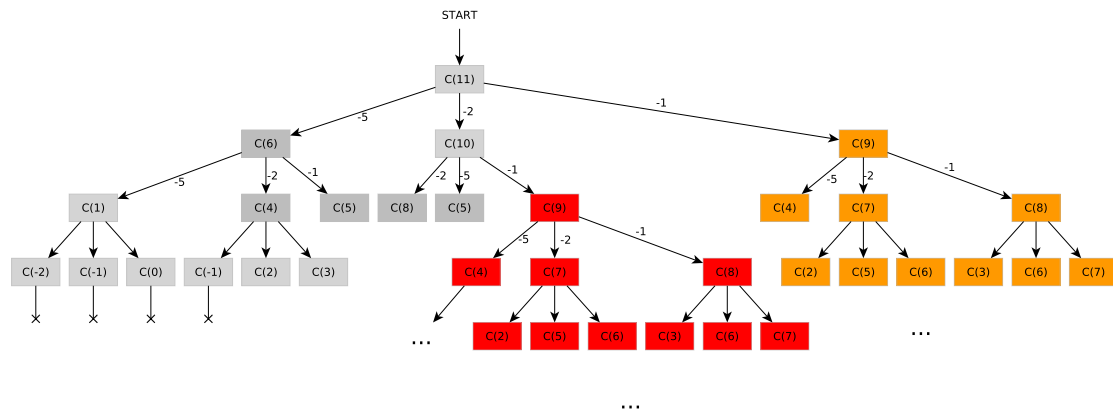 START
C(11)
-5 -2 -1
C(6) C(10) C(9)
-5 -2 -1 -2 -5 -1 -5 -2 -1
C(1) C(4) C(5) C(8) C(5) C(9) C(4) C(7) C(8)
-5 -2 -1
C(-2) C(-1) C(0) C(-1) C(2) C(3) C(4) C(7) C(8) C(2) C(5) C(6) C(3) C(6) C(7)
... C(2) C(5) C(6) C(3) C(6) C(7) ...
...